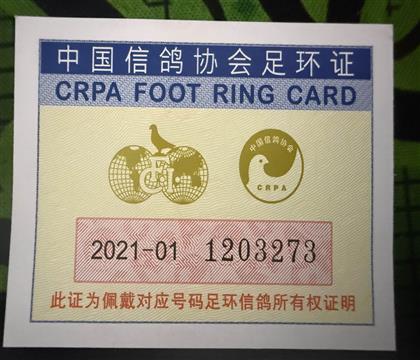 中国信鸽协会足环证
CRPA FOOT RING CARD
FCI
中国信鸽协会
CRPA
2021-01 1203273
此证为佩戴对应号码足环信鸽所有权证明